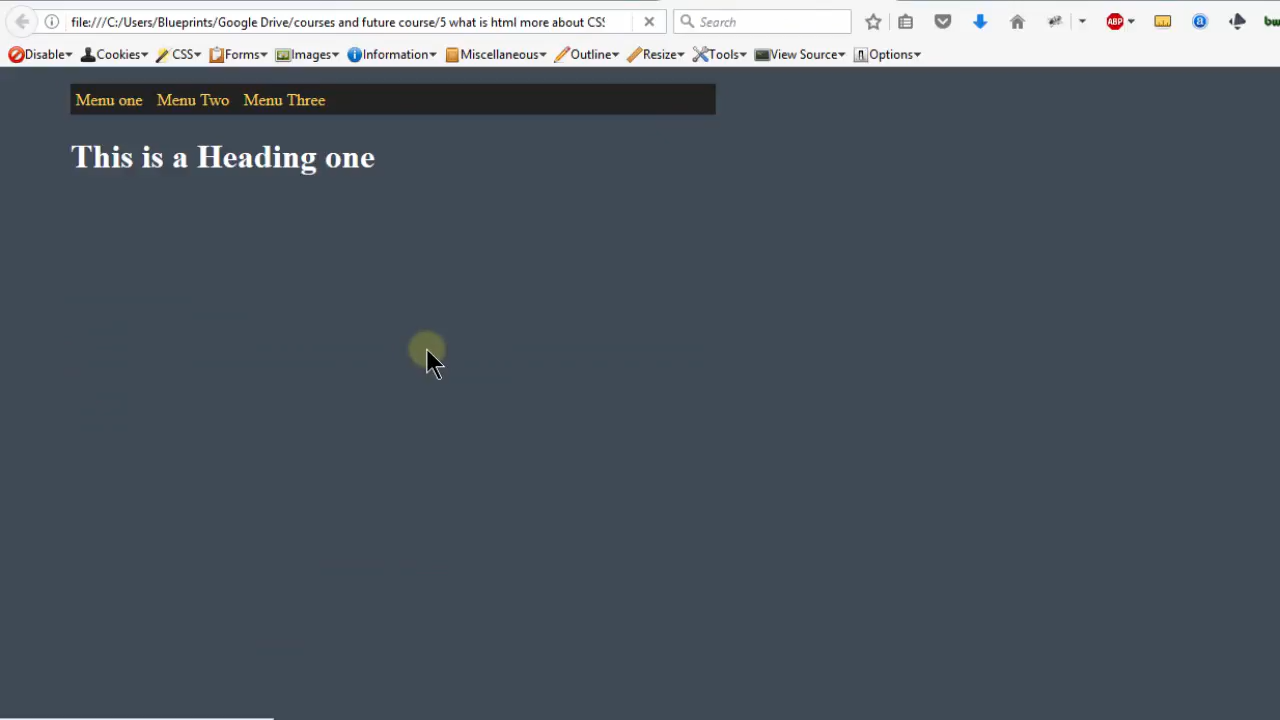 file:///C:/Users/Blueprints/Google Drive/courses and future course/5 what is html more about CSS
Search
ABP
a
Disable Cookies CSS Forms Images Information Miscellaneous Outline Resize Tools View Source Options
Menu one Menu Two Menu Three
This is a Heading one